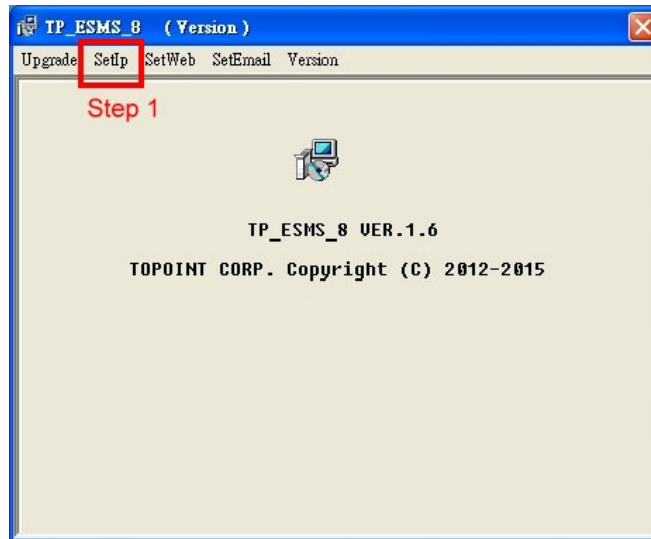 TP_ESMS_8 ( Version )
Upgrade SetIp SetWeb SetEmail Version
Step 1
TP_ESMS_8 VER.1.6
TOPOINT CORP. Copyright (C) 2012-2015